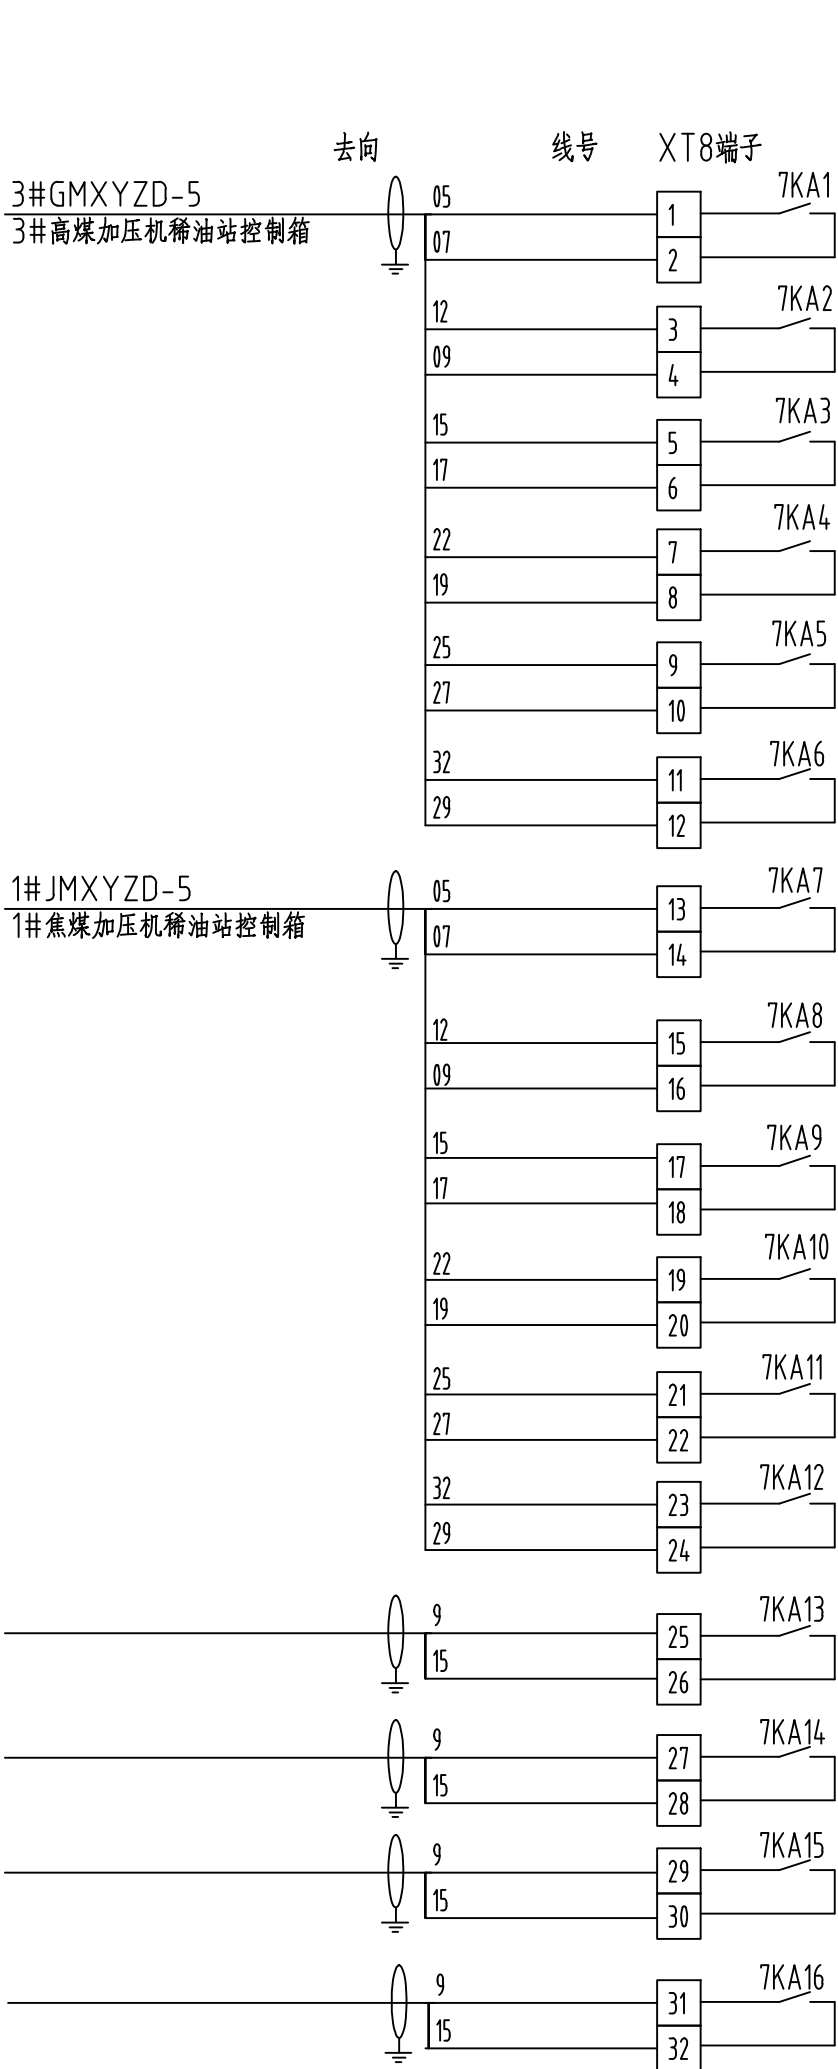 去向 线号 XT8端子
3#GMXYZD-5 05 1 7KA1
3#高煤加压机稀油站控制箱 07 2
12 3 7KA2
09 4
15 5 7KA3
17 6
22 7 7KA4
19 8
25 9 7KA5
27 10
32 11 7KA6
29 12
1#JMXYZD-5 05 13 7KA7
1#焦煤加压机稀油站控制箱 07 14
12 15 7KA8
09 16
15 17 7KA9
17 18
22 19 7KA10
19 20
25 21 7KA11
27 22
32 23 7KA12
29 24
9 25 7KA13
15 26
9 27 7KA14
15 28
9 29 7KA15
15 30
9 31 7KA16
15 32